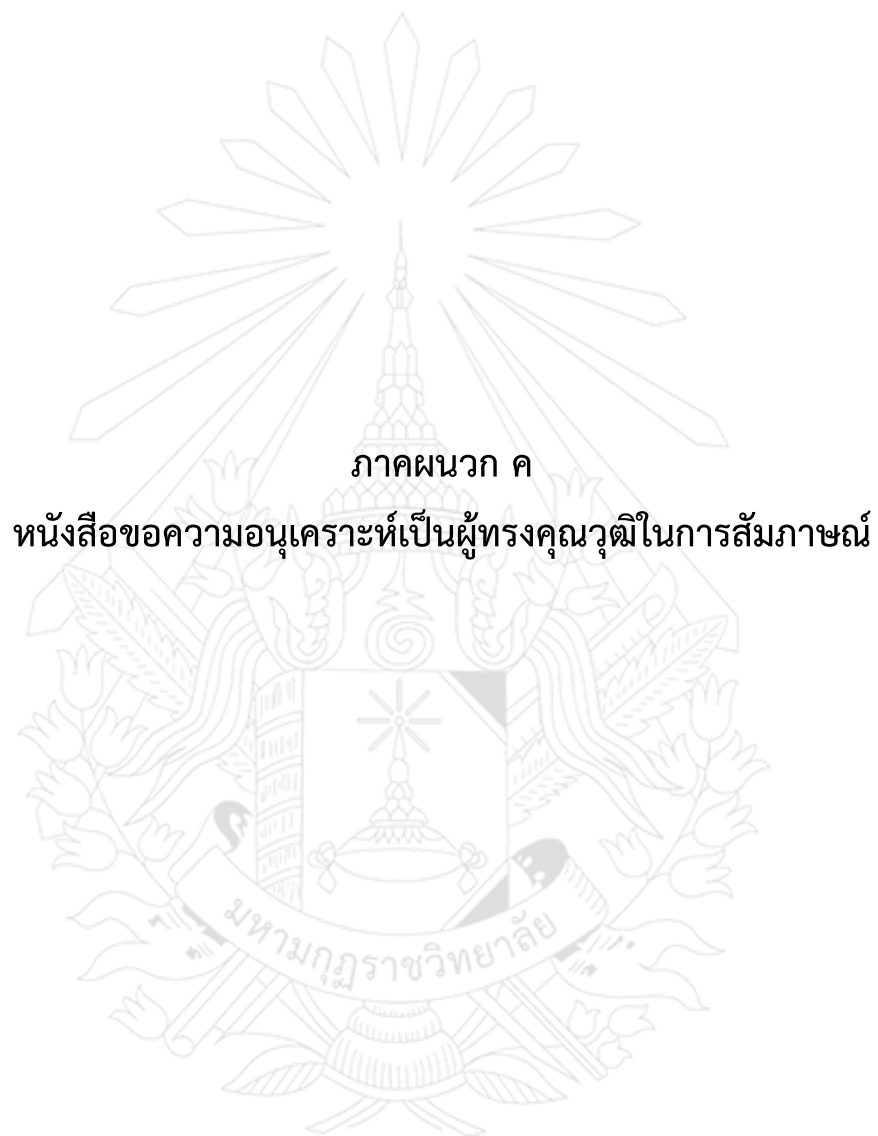 ภาคผนวก ค
หนังสือขอความอนุเคราะห์เป็นผู้ทรงคุณวุฒิในการสัมภาษณ์
มหามกุฏราชวิทยาลัย